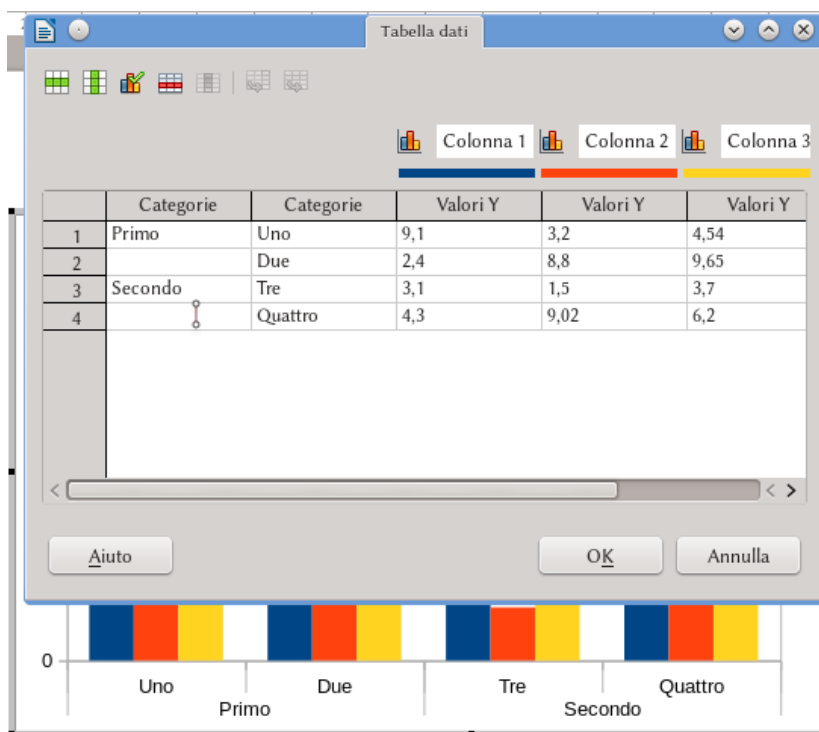 Tabella dati
Colonna 1 Colonna 2 Colonna 3
Categorie Categorie Valori Y Valori Y Valori Y
1 Primo Uno 9,1 3,2 4,54
2 Due 2,4 8,8 9,65
3 Secondo Tre 3,1 1,5 3,7
4 Quattro 4,3 9,02 6,2
Aiuto OK Annulla
0
Uno Due Tre Quattro
Primo Secondo